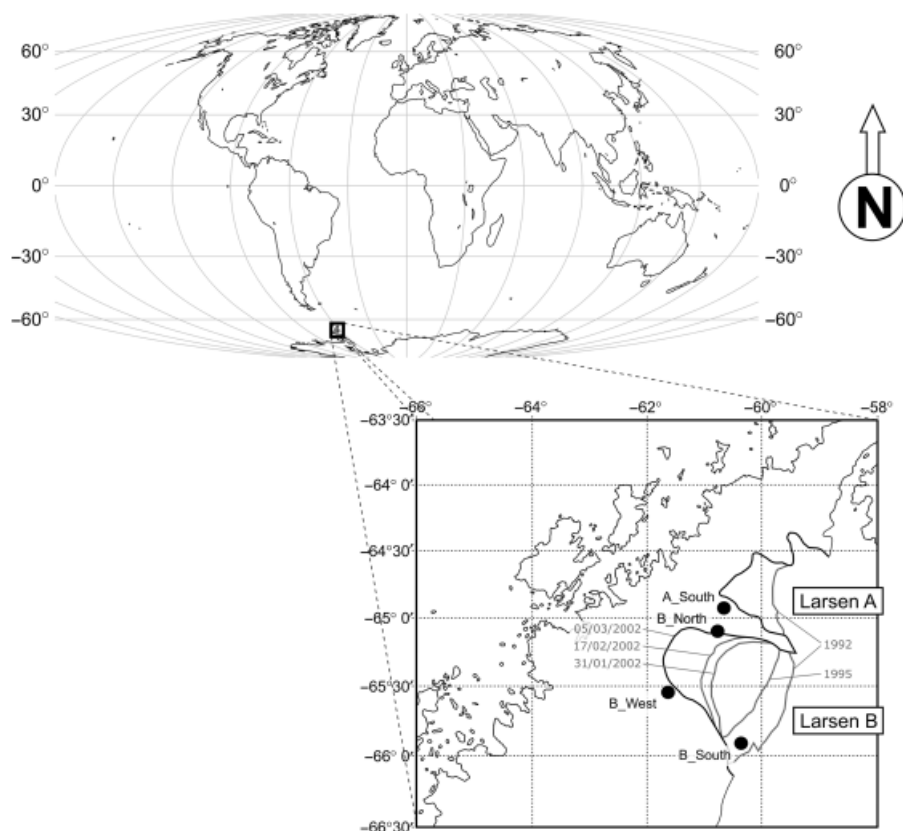 60° 60°
30° 30°
0° 0°
−30° −30°
−60° −60°
N
−66° −64° −62° −60° −58°
−63°30'
−64° 0'
−64°30'
−65° 0'
−65°30'
−66° 0'
−66°30'
A_South
Larsen A
B_North
05/03/2002
17/02/2002
1992
31/01/2002
1995
B_West
Larsen B
B_South